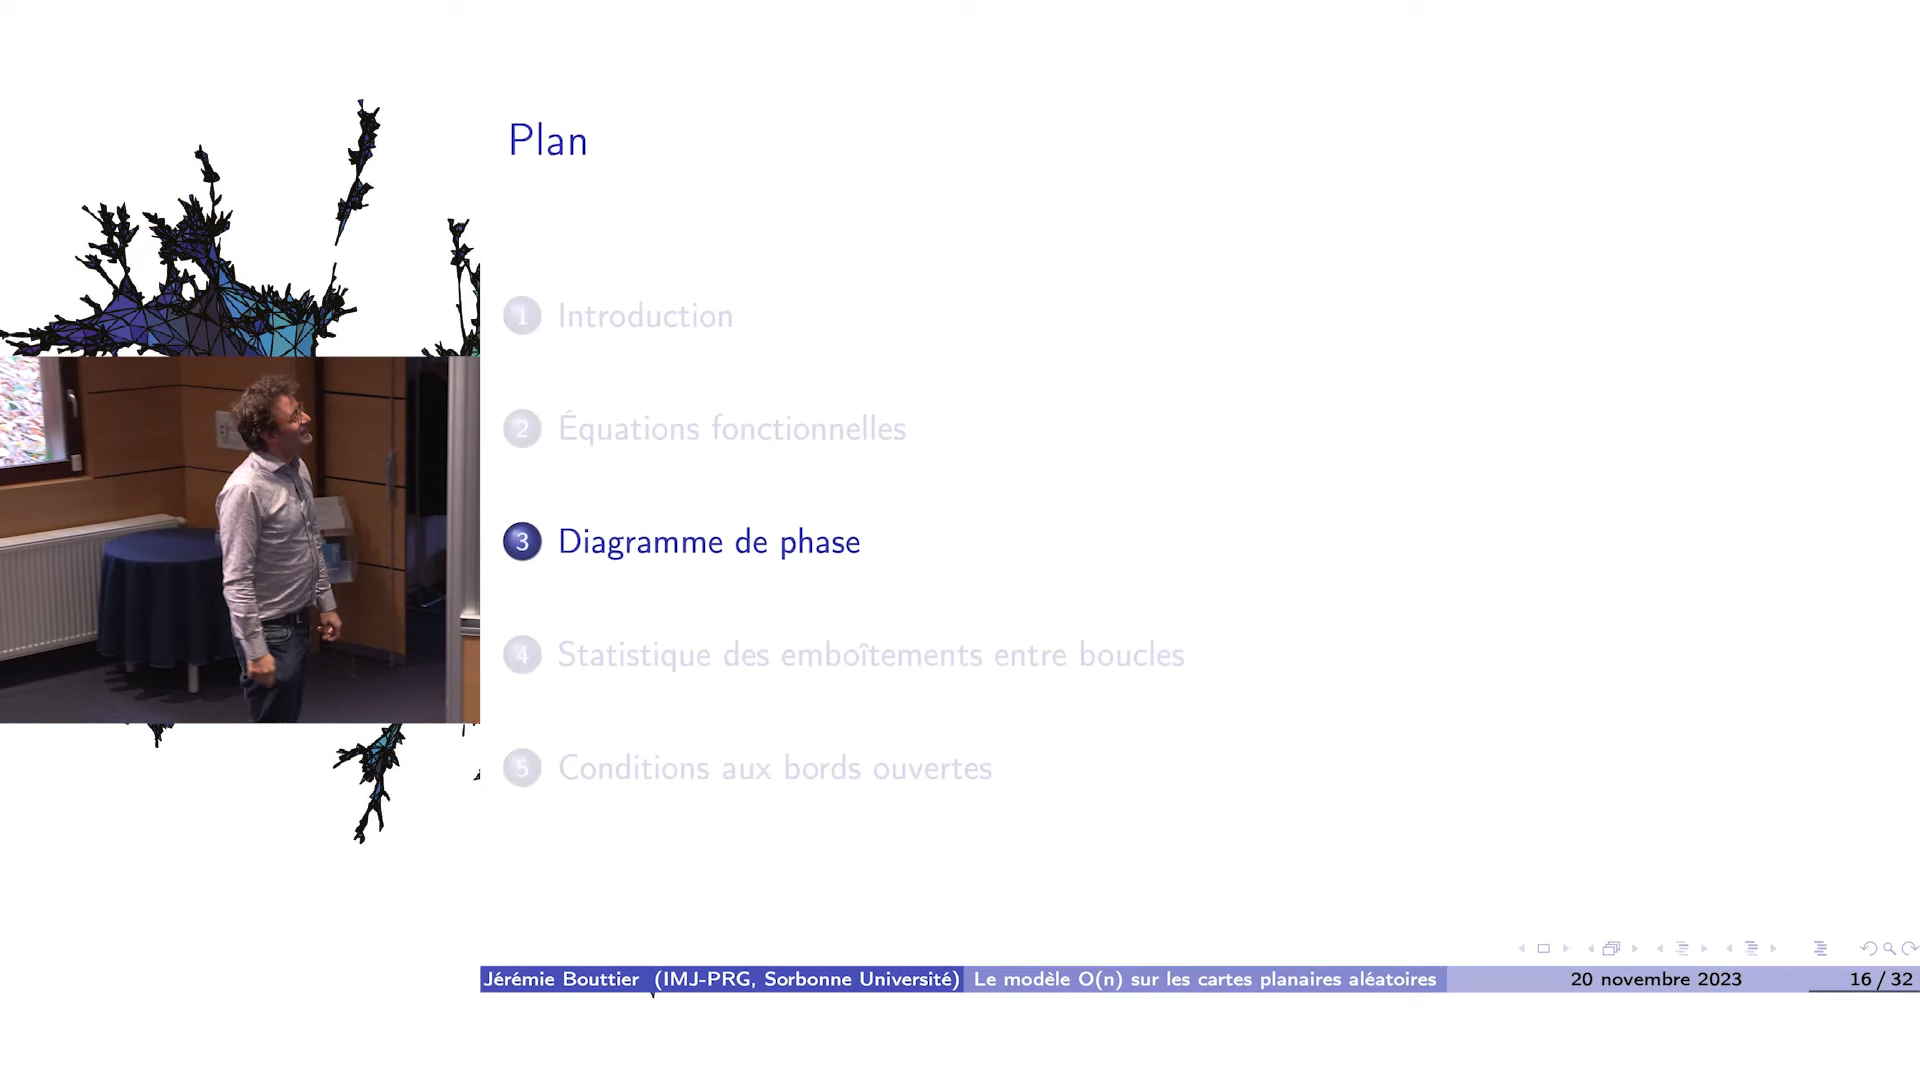 Plan
1 Introduction
2 Équations fonctionnelles
3 Diagramme de phase
4 Statistique des emboîtements entre boucles
5 Conditions aux bords ouvertes
Jérémie Bouttier (IMJ-PRG, Sorbonne Université) Le modèle O(n) sur les cartes planaires aléatoires 20 novembre 2023 16 / 32